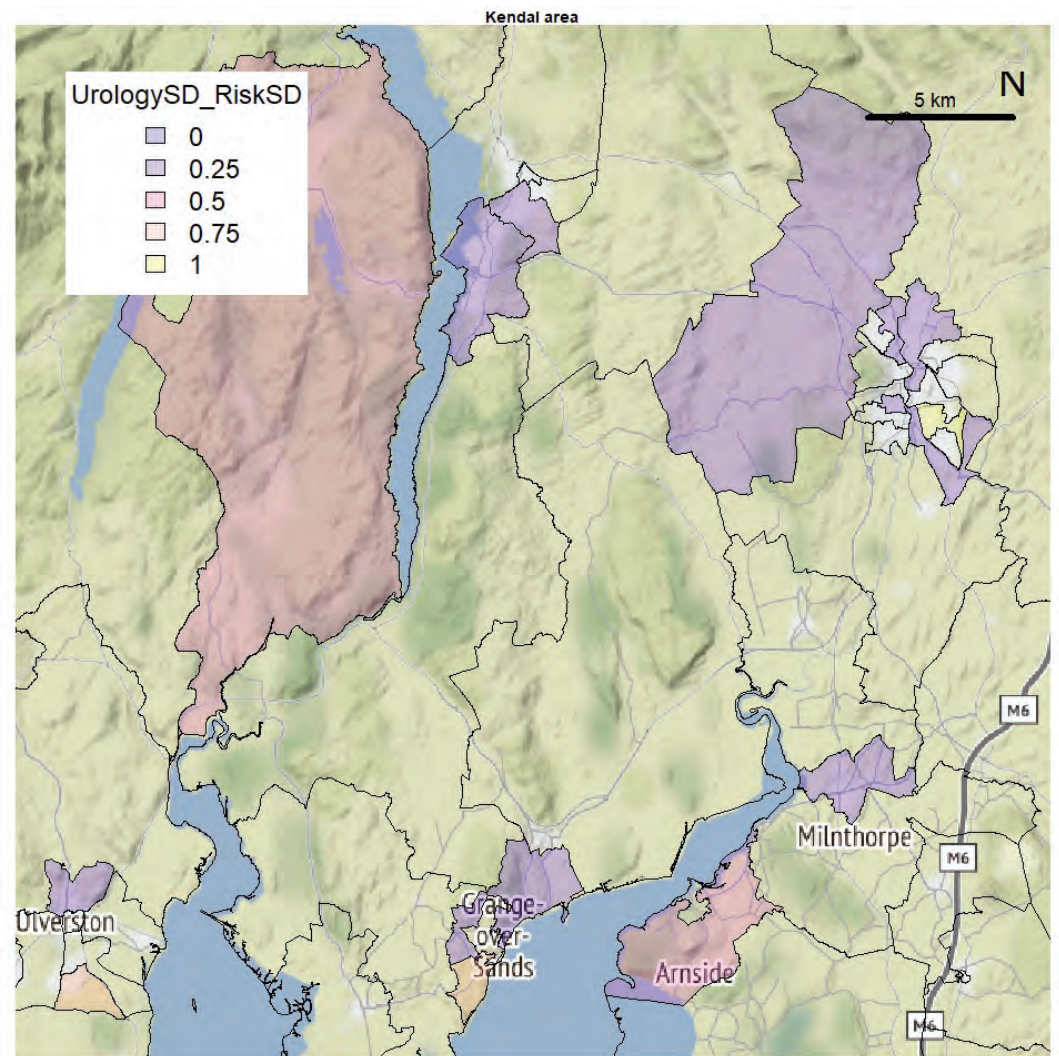 Kendal area
UrologySD_RiskSD
0
0.25
0.5
0.75
1
N
5 km
M6
Milnthorpe
M6
Ulverston
Grange-
over-
Sands
Arnside
M6